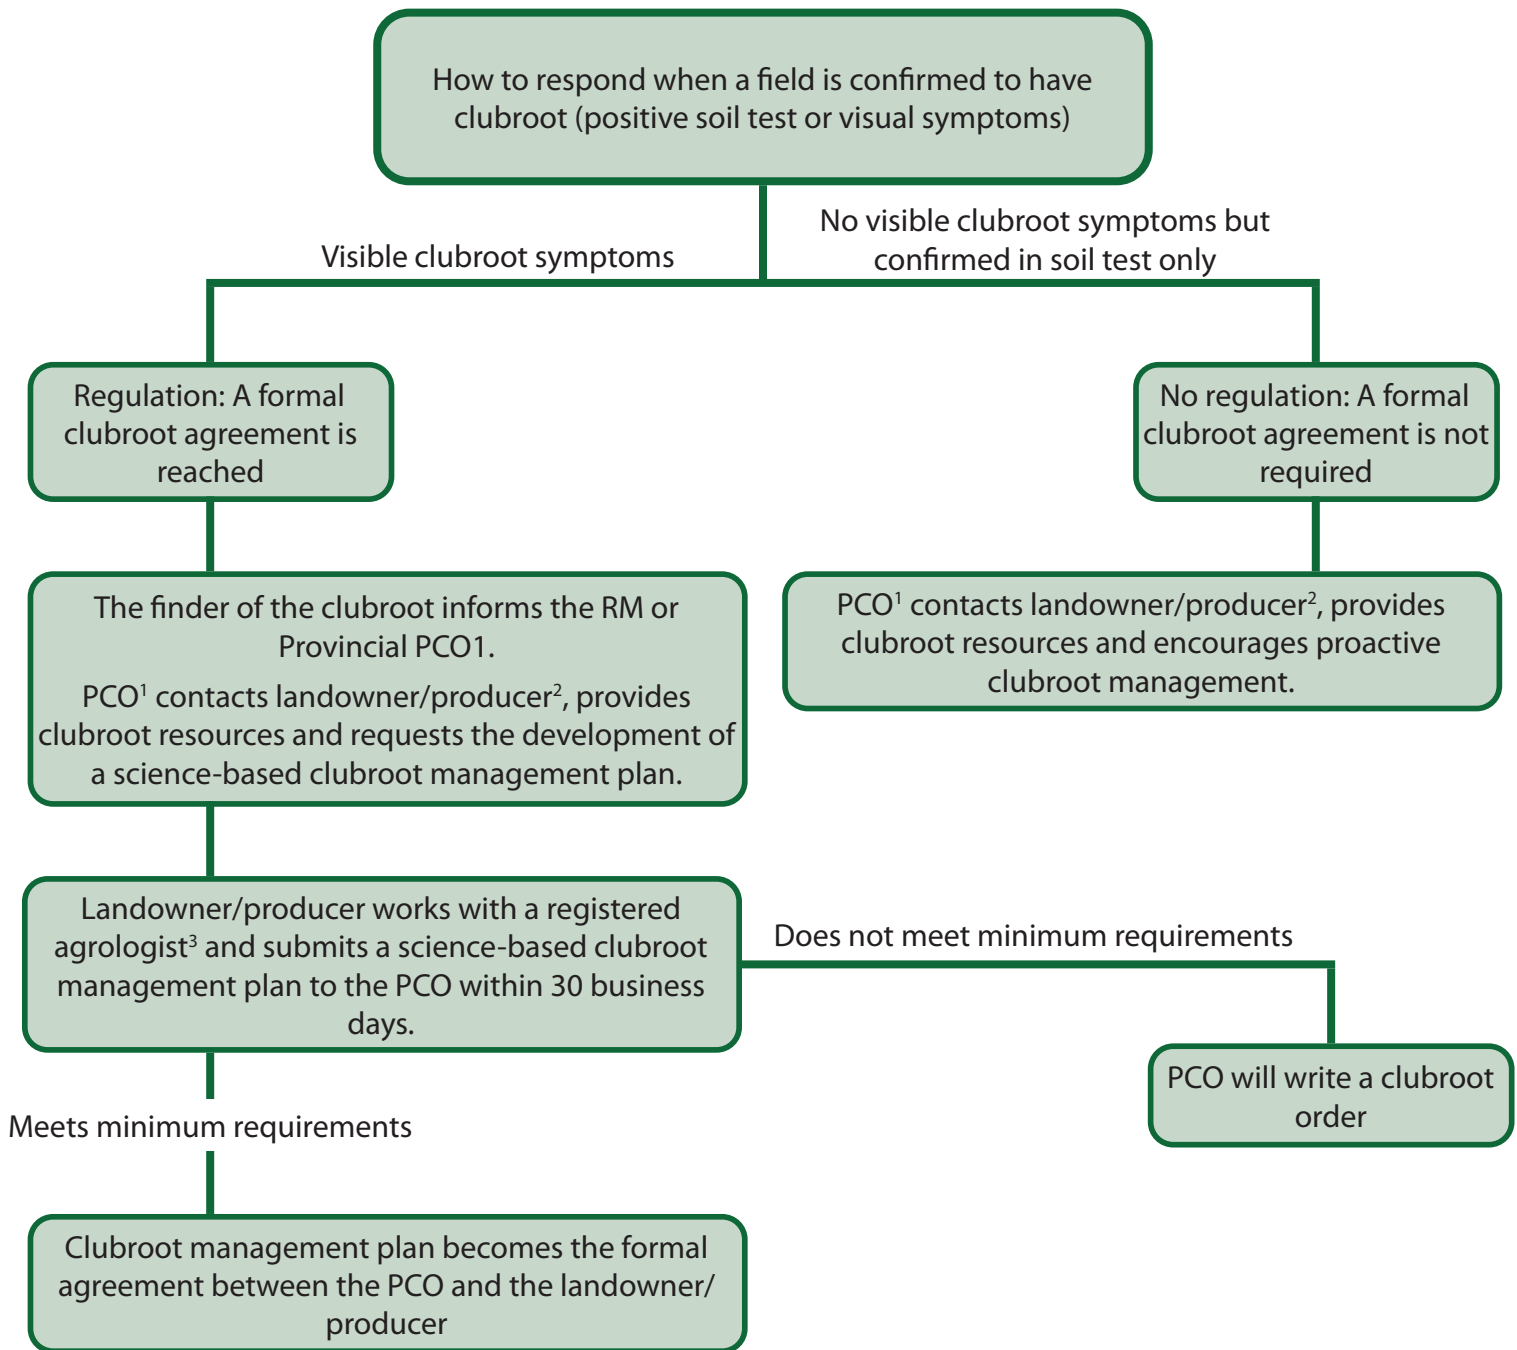 How to respond when a field is confirmed to have
clubroot (positive soil test or visual symptoms)
Visible clubroot symptoms
No visible clubroot symptoms but
confirmed in soil test only
Regulation: A formal
clubroot agreement is
reached
No regulation: A formal
clubroot agreement is not
required
The finder of the clubroot informs the RM or
Provincial PCO1.
PCO¹ contacts landowner/producer², provides
clubroot resources and requests the development of
a science-based clubroot management plan.
PCO¹ contacts landowner/producer², provides
clubroot resources and encourages proactive
clubroot management.
Landowner/producer works with a registered
agrologist³ and submits a science-based clubroot
management plan to the PCO within 30 business
days.
Does not meet minimum requirements
PCO will write a clubroot
order
Meets minimum requirements
Clubroot management plan becomes the formal
agreement between the PCO and the landowner/
producer